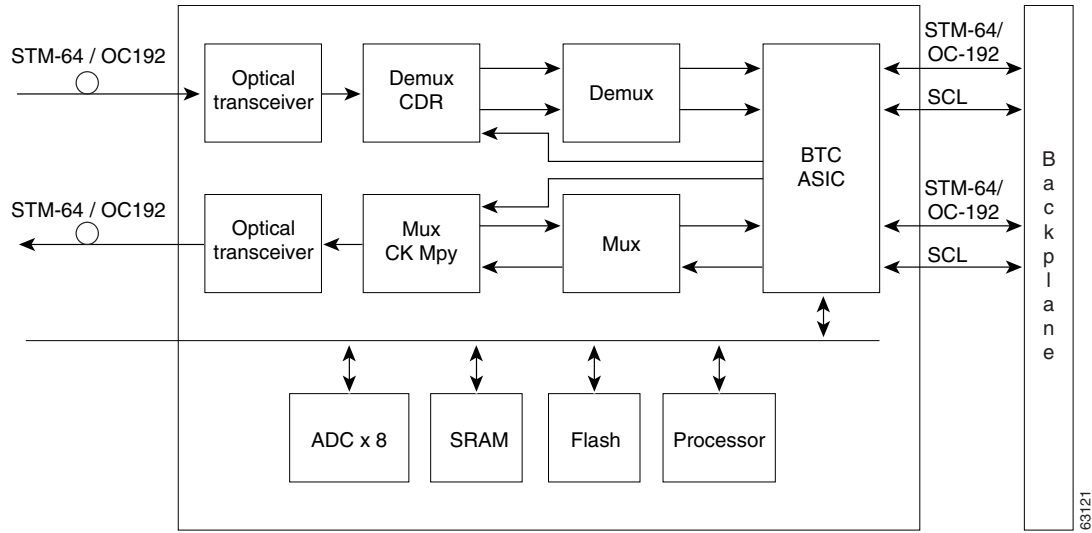 STM-64 / OC192
Optical
transceiver
Demux
CDR
Demux
BTC
ASIC
STM-64/
OC-192
SCL
STM-64 / OC192
Optical
transceiver
Mux
CK Mpy
Mux
STM-64/
OC-192
SCL
Backplane
ADC x 8
SRAM
Flash
Processor
63121